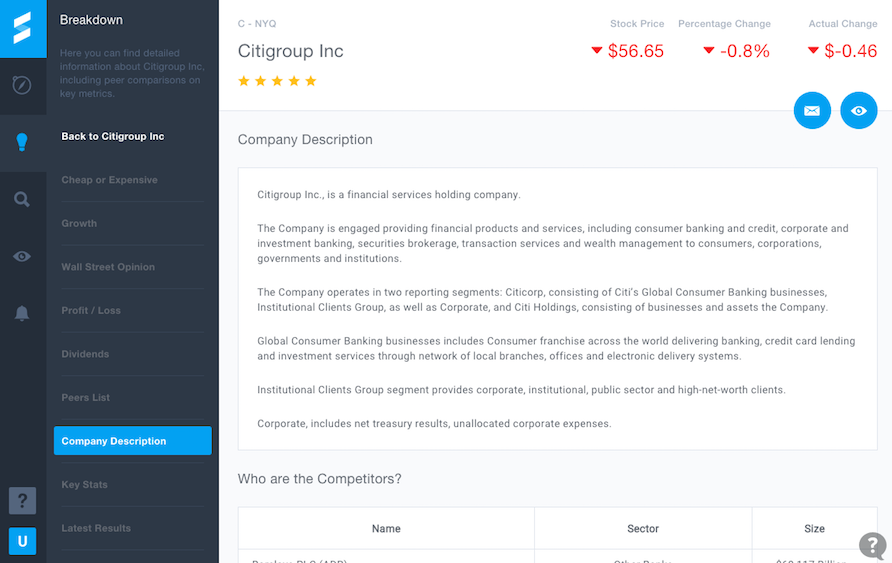 Breakdown
Here you can find detailed
information about Citigroup Inc,
including peer comparisons on
key metrics.
Back to Citigroup Inc
Cheap or Expensive
Growth
Wall Street Opinion
Profit / Loss
Dividends
Peers List
Company Description
Key Stats
Latest Results
?
U
C - NYQ
Citigroup Inc
Stock Price
$56.65
Percentage Change
-0.8%
Actual Change
$-0.46
Company Description
Citigroup Inc., is a financial services holding company.
The Company is engaged providing financial products and services, including consumer banking and credit, corporate and
investment banking, securities brokerage, transaction services and wealth management to consumers, corporations,
governments and institutions.
The Company operates in two reporting segments: Citicorp, consisting of Citi's Global Consumer Banking businesses,
Institutional Clients Group, as well as Corporate, and Citi Holdings, consisting of businesses and assets the Company.
Global Consumer Banking businesses includes Consumer franchise across the world delivering banking, credit card lending
and investment services through network of local branches, offices and electronic delivery systems.
Institutional Clients Group segment provides corporate, institutional, public sector and high-net-worth clients.
Corporate, includes net treasury results, unallocated corporate expenses.
Who are the Competitors?
Name Sector Size
?